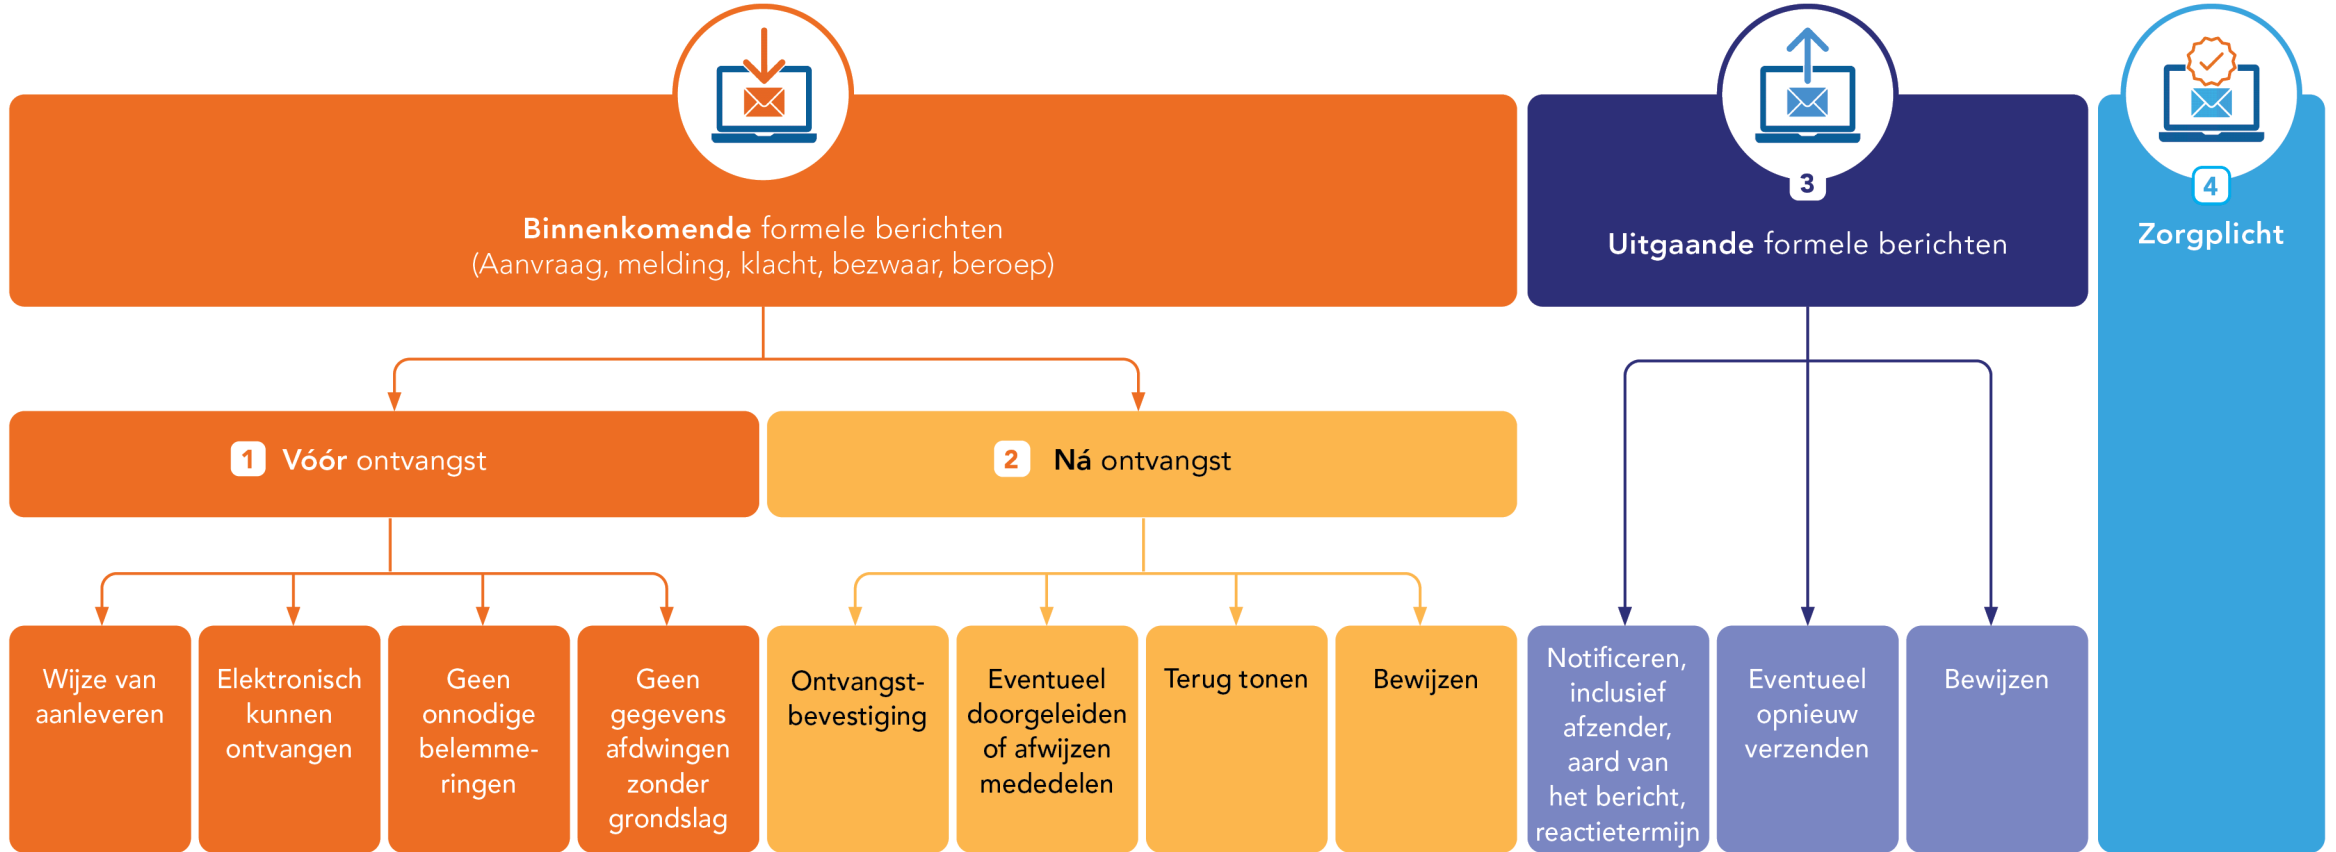 Binnenkomende formele berichten
(Aanvraag, melding, klacht, bezwaar, beroep)
3
Uitgaande formele berichten
4
Zorgplicht
1 Vóór ontvangst
2 Ná ontvangst
Wijze van
aanleveren
Elektronisch
kunnen
ontvangen
Geen
onnodige
belemme-
ringen
Geen
gegevens
afdwingen
zonder
grondslag
Ontvangst-
bevestiging
Eventueel
doorgeleiden
of afwijzen
mededelen
Terug tonen
Bewijzen
Notificeren,
inclusief
afzender,
aard van
het bericht,
reactietermijn
Eventueel
opnieuw
verzenden
Bewijzen